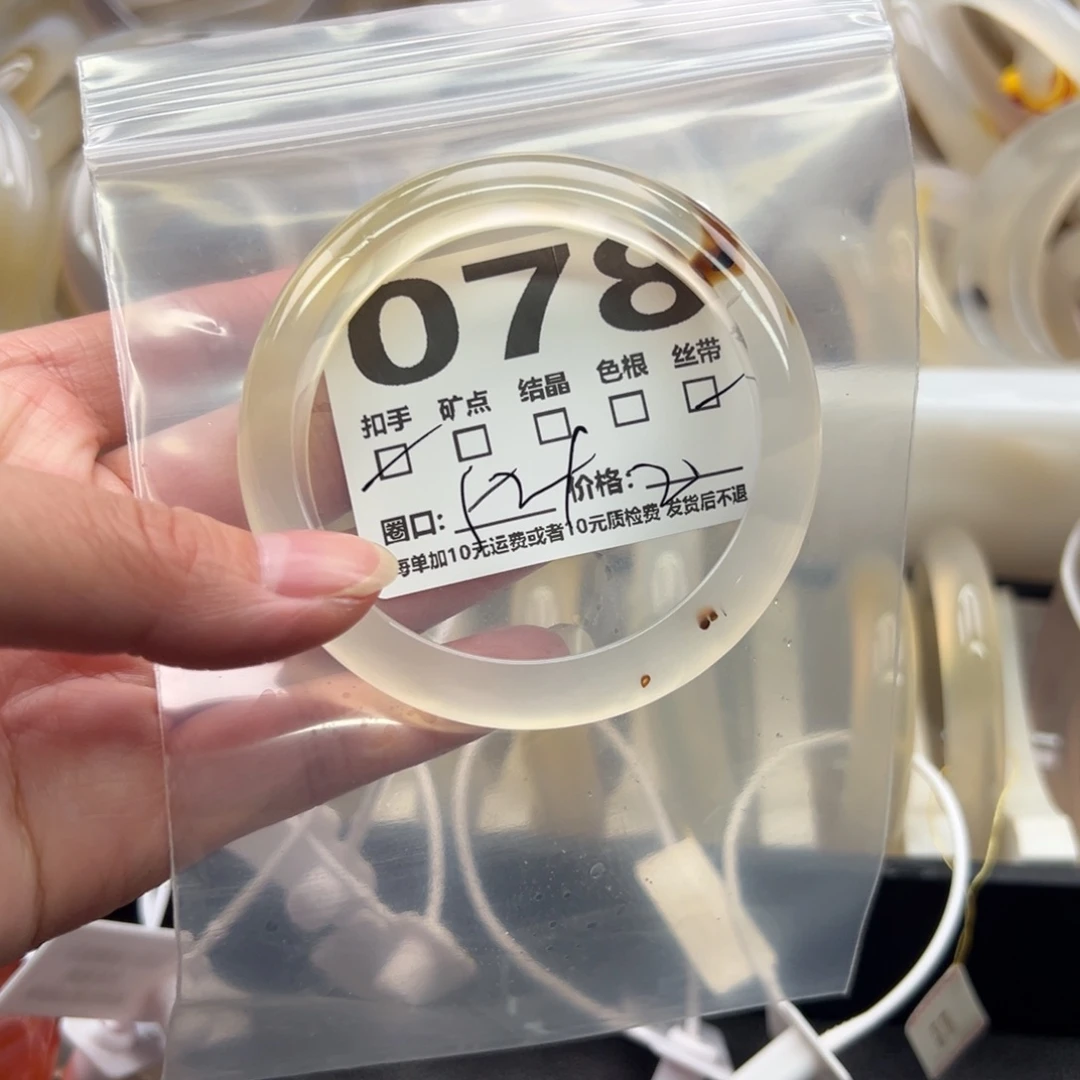 078
扣手 矿点 结晶 色根 丝带
圈口: 价格:
每单加10元运费或者10元质检费 发货后不退